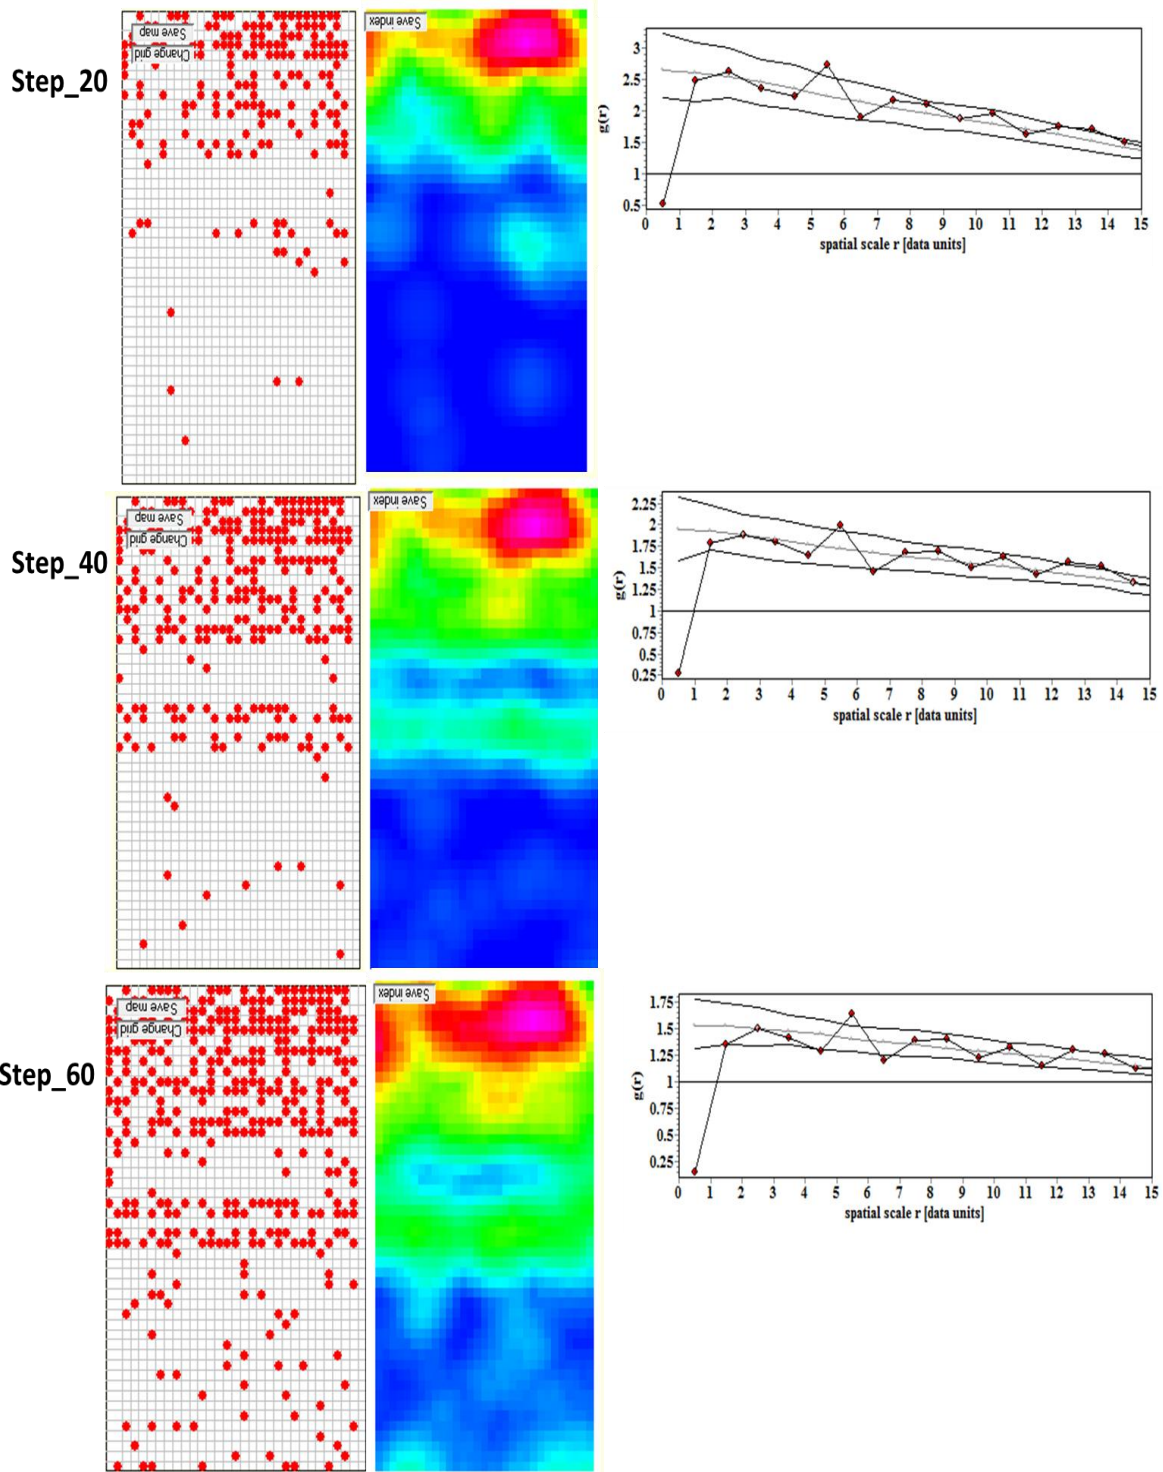 Step_20
Save map
Change grid
Save index
g(r)
3
2.5
2
1.5
1
0.5
0 1 2 3 4 5 6 7 8 9 10 11 12 13 14 15
spatial scale r [data units]
Step_40
Save map
Change grid
Save index
g(r)
2.25
2
1.75
1.5
1.25
1
0.75
0.5
0.25
0 1 2 3 4 5 6 7 8 9 10 11 12 13 14 15
spatial scale r [data units]
Step_60
Save map
Change grid
Save index
g(r)
1.75
1.5
1.25
1
0.75
0.5
0.25
0 1 2 3 4 5 6 7 8 9 10 11 12 13 14 15
spatial scale r [data units]